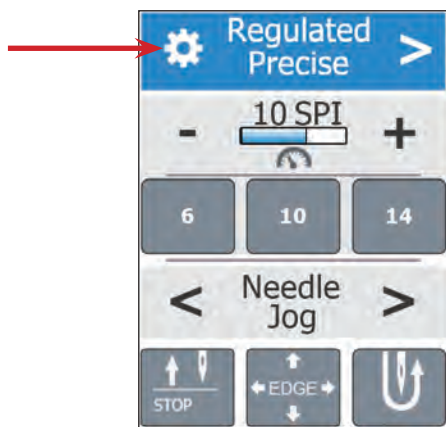 Regulated
Precise >
- 10 SPI +
6 10 14
< Needle >
Jog
STOP EDGE